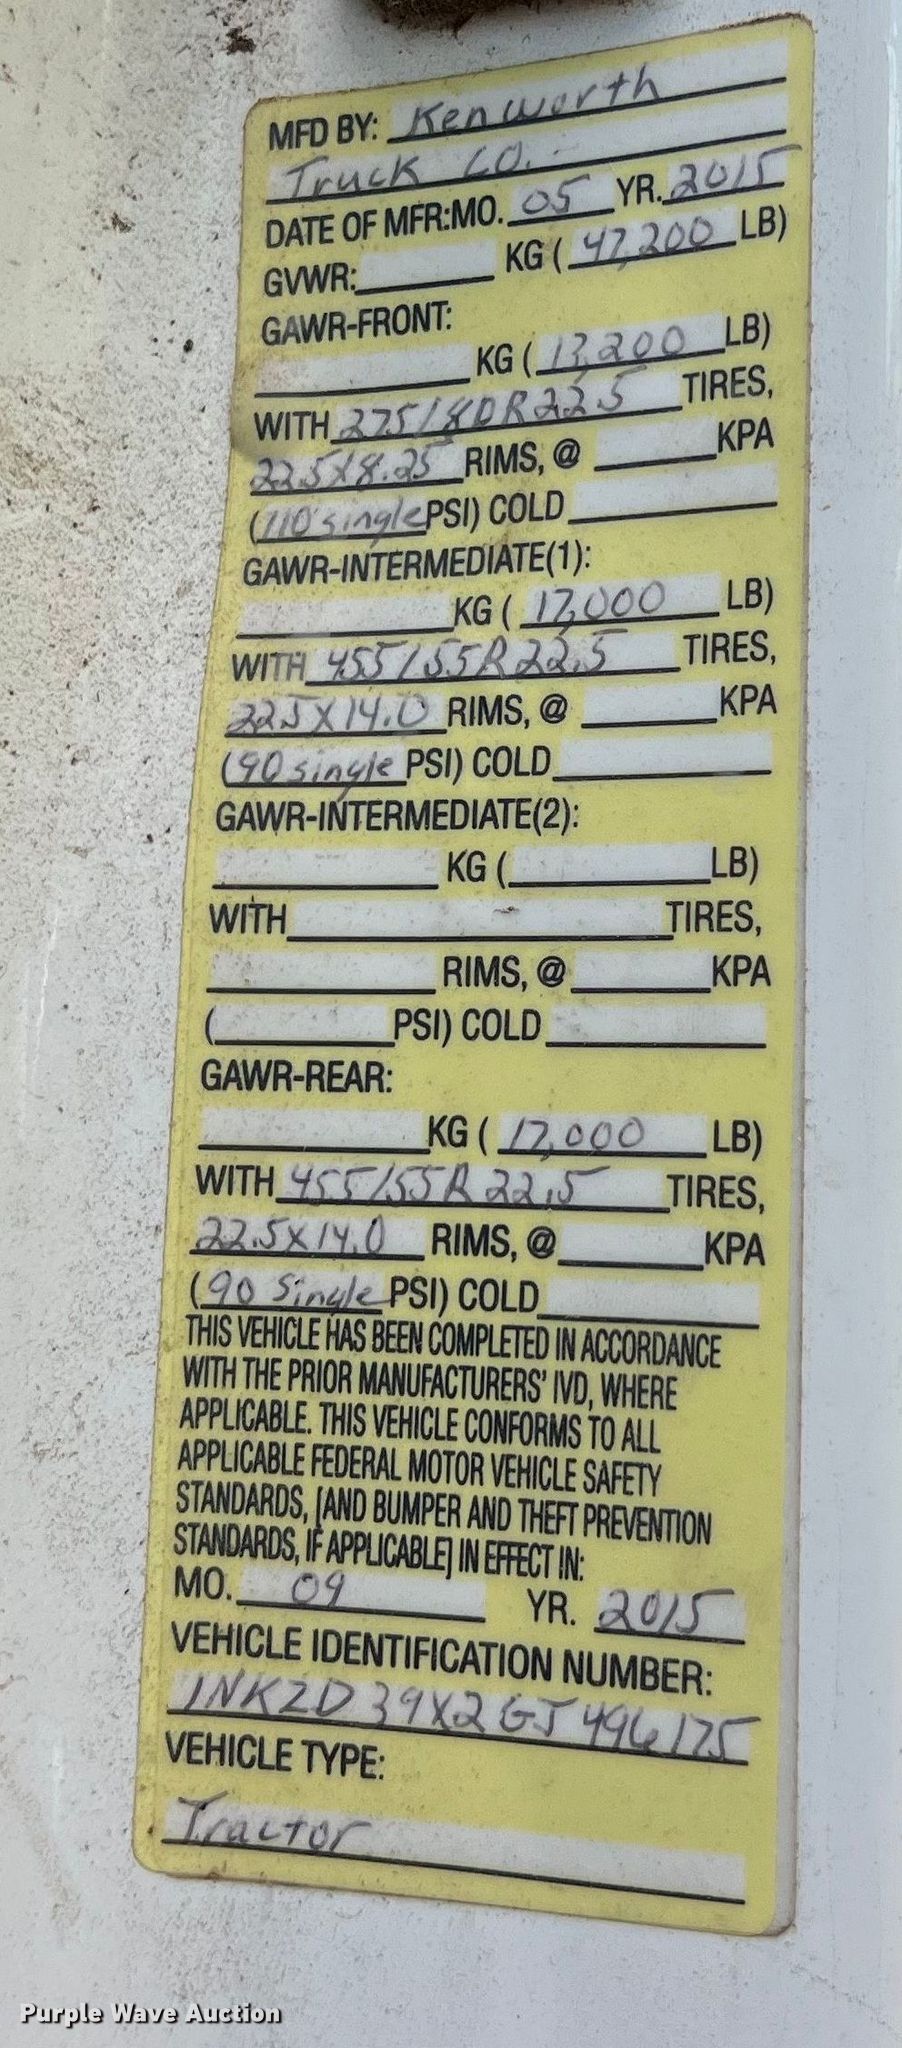 MFD BY: Kenworth
Truck CO.
DATE OF MFR:MO. 05 YR. 2015
GVWR: KG ( 47,200 LB)
GAWR-FRONT:
KG ( 13,200 LB)
WITH 275/80R22.5 TIRES,
22.5X8.25 RIMS, @ KPA
(110 single PSI) COLD
GAWR-INTERMEDIATE(1):
KG ( 17,000 LB)
WITH 455/55R22.5 TIRES,
22.5X14.0 RIMS, @ KPA
(90 single PSI) COLD
GAWR-INTERMEDIATE(2):
KG ( LB)
WITH TIRES,
RIMS, @ KPA
( PSI) COLD
GAWR-REAR:
KG ( 17,000 LB)
WITH 455/55R22.5 TIRES,
22.5X14.0 RIMS, @ KPA
(90 Single PSI) COLD
THIS VEHICLE HAS BEEN COMPLETED IN ACCORDANCE
WITH THE PRIOR MANUFACTURERS' IVD, WHERE
APPLICABLE. THIS VEHICLE CONFORMS TO ALL
APPLICABLE FEDERAL MOTOR VEHICLE SAFETY
STANDARDS, [AND BUMPER AND THEFT PREVENTION
STANDARDS, IF APPLICABLE] IN EFFECT IN:
MO. 09 YR. 2015
VEHICLE IDENTIFICATION NUMBER:
1NKZD39X2GJ496175
VEHICLE TYPE:
Tractor
Purple Wave Auction